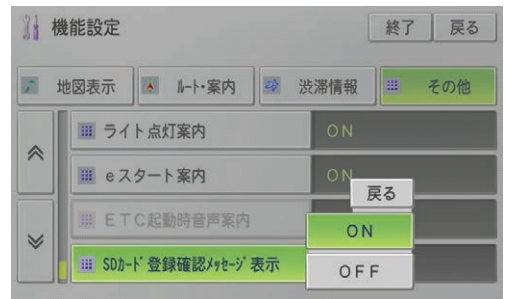 機能設定 終了 戻る
地図表示 ルート・案内 渋滞情報 その他
ライト点灯案内 ON
eスタート案内 ON
戻る
ETC起動時音声案内
ON
SDカード登録確認メッセージ表示
OFF